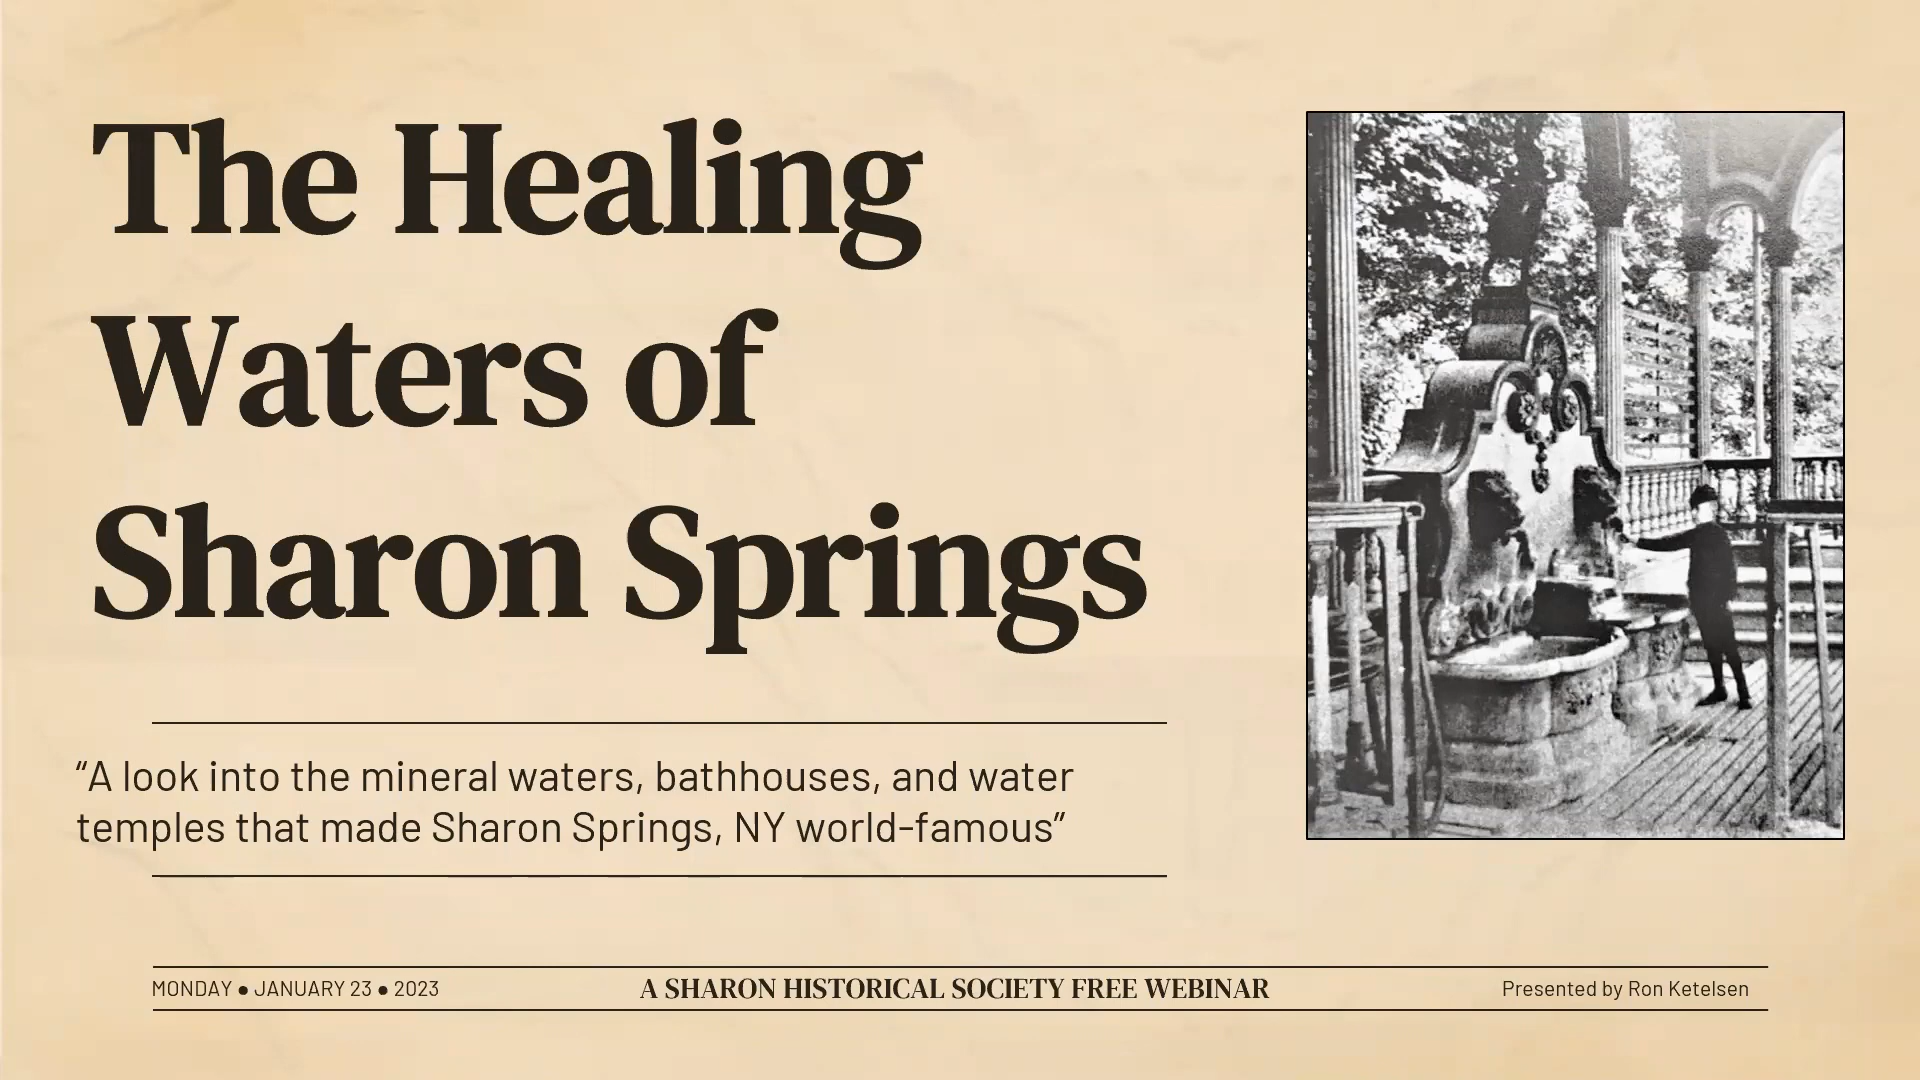 The Healing
Waters of
Sharon Springs
“A look into the mineral waters, bathhouses, and water
temples that made Sharon Springs, NY world-famous”
MONDAY ● JANUARY 23 ● 2023
A SHARON HISTORICAL SOCIETY FREE WEBINAR
Presented by Ron Ketelsen